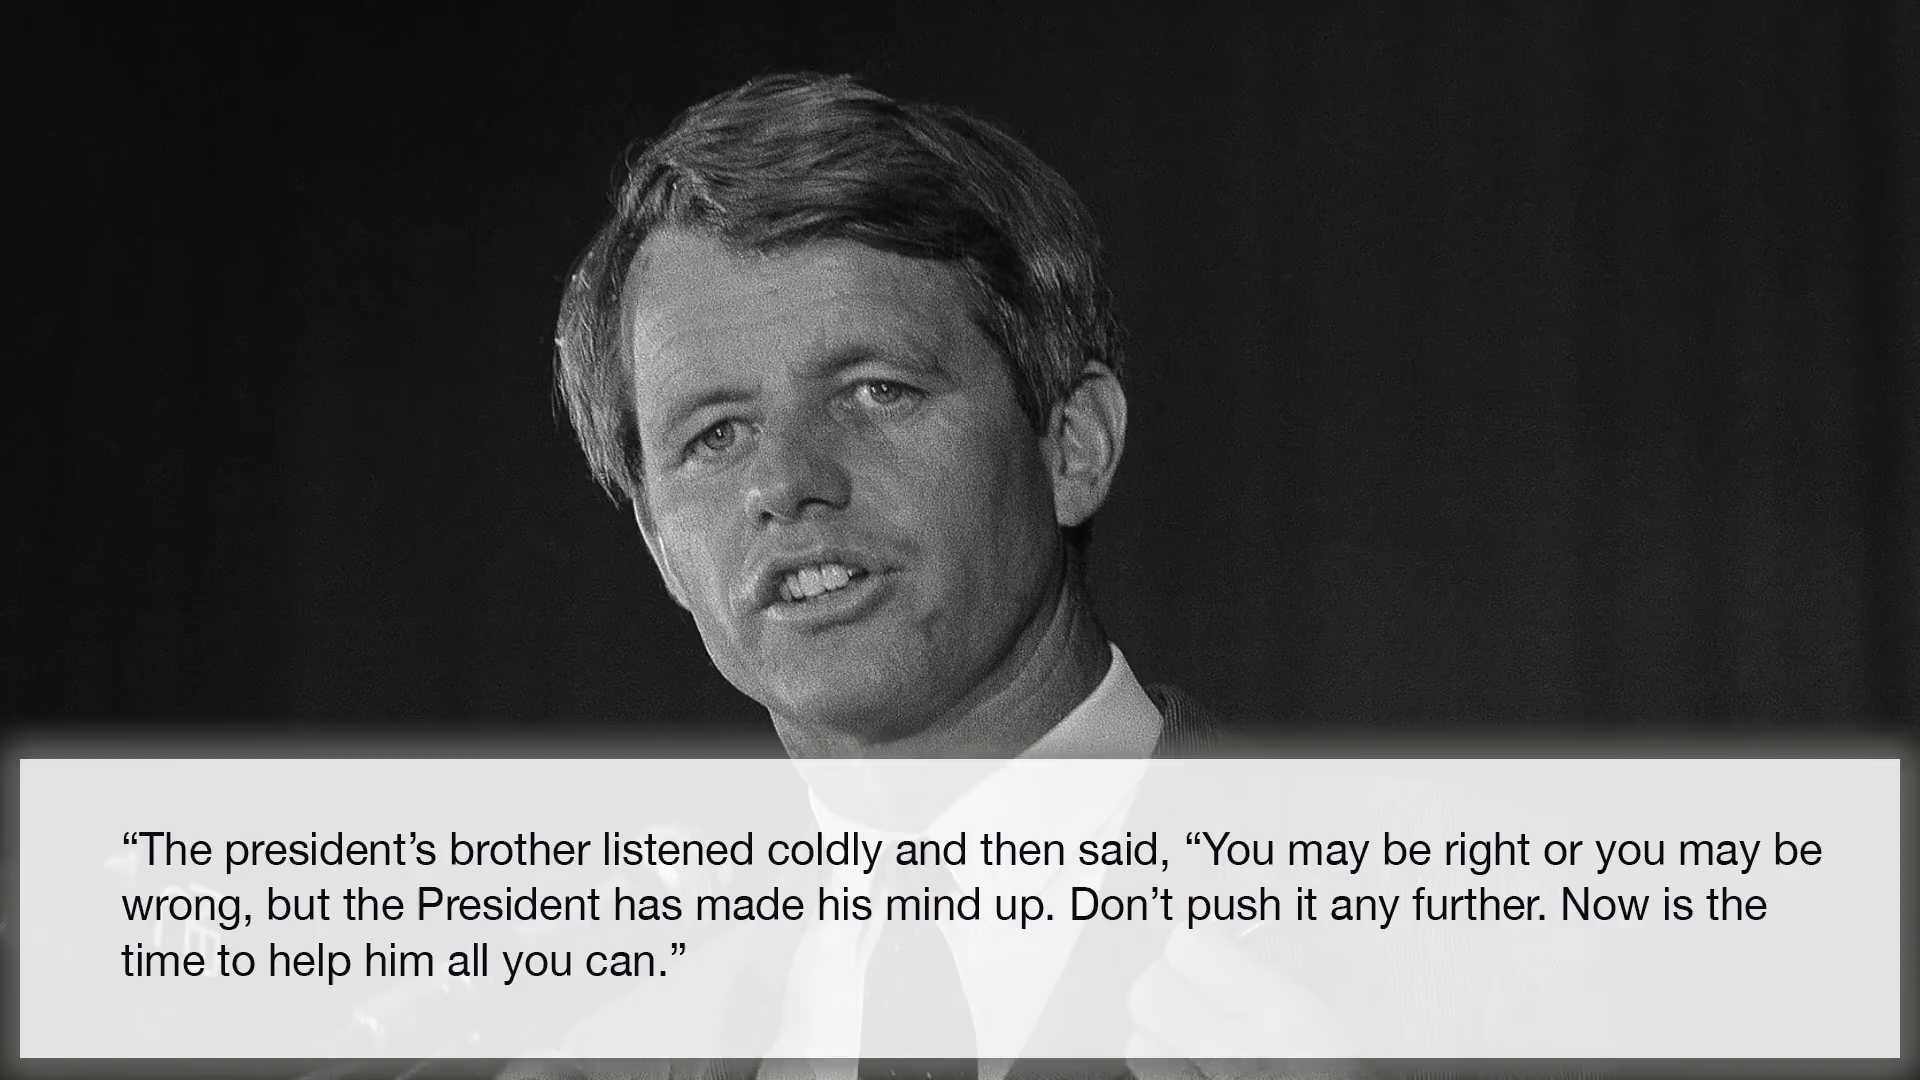 “The president’s brother listened coldly and then said, “You may be right or you may be
wrong, but the President has made his mind up. Don’t push it any further. Now is the
time to help him all you can.”